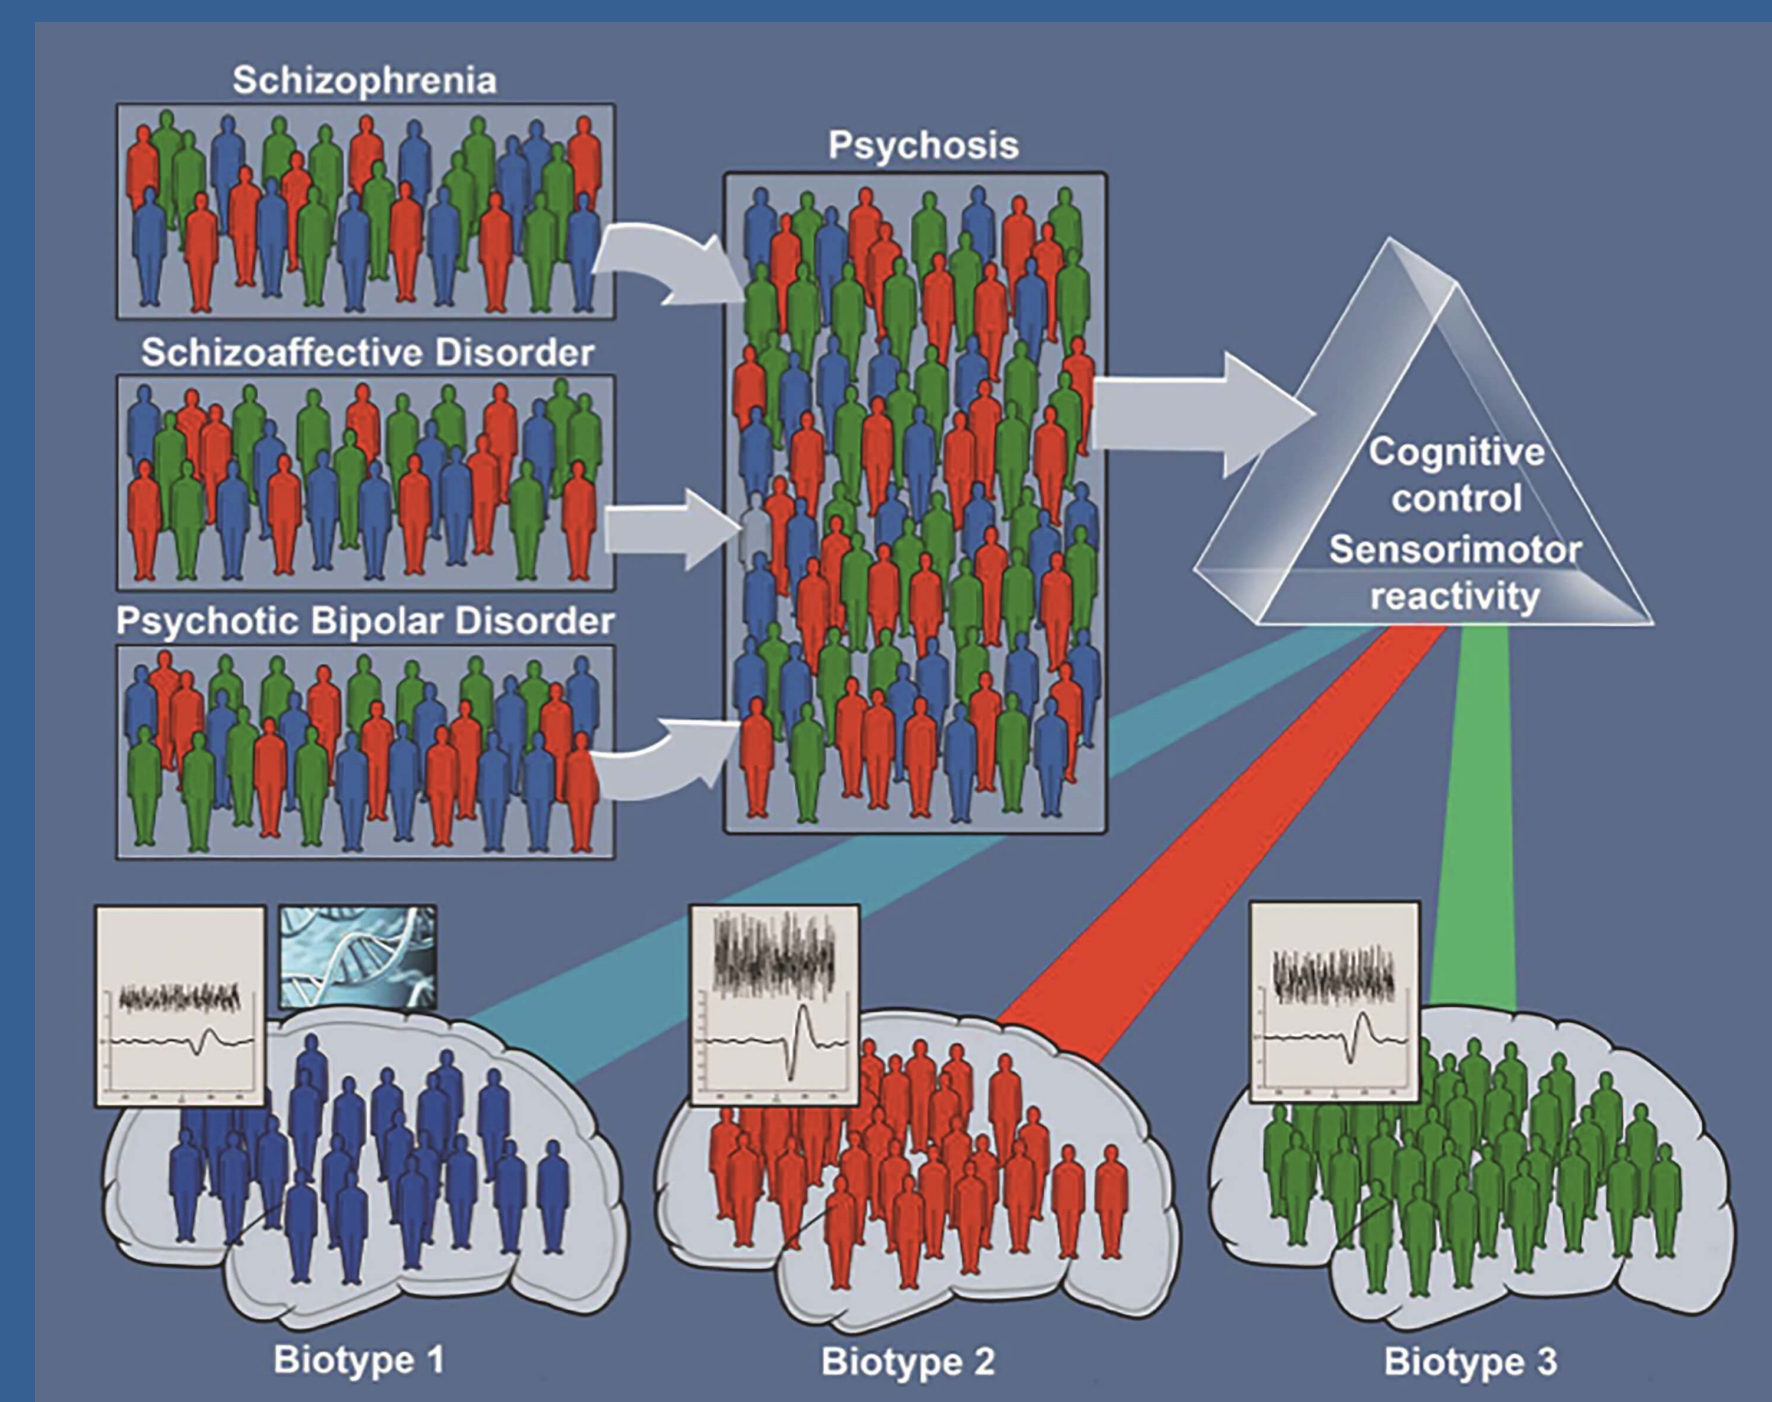 Schizophrenia
Psychosis
Schizoaffective Disorder
Psychotic Bipolar Disorder
Cognitive
control
Sensorimotor
reactivity
Biotype 1
Biotype 2
Biotype 3